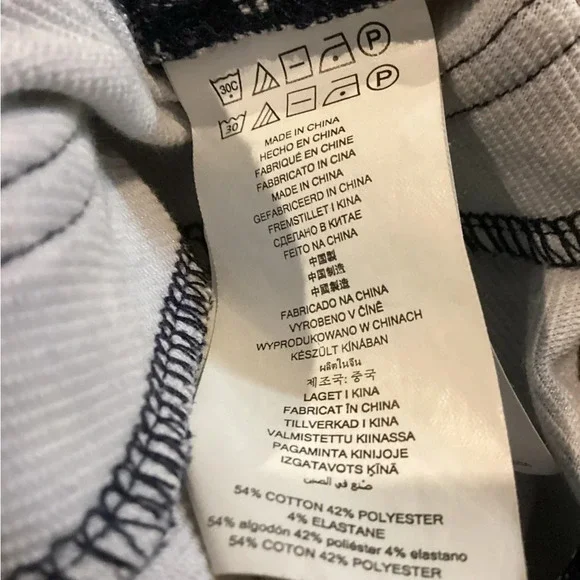 30C P
30 P
MADE IN CHINA
HECHO EN CHINA
FABRIQUÉ EN CHINE
FABBRICATO IN CINA
MADE IN CHINA
GEFABRICEERD IN CHINA
FREMSTILLET I KINA
СДЕЛАНО В КИТАЕ
FEITO NA CHINA
中国製
中国制造
中國製造
FABRICADO NA CHINA
VYROBENO V ČÍNĚ
WYPRODUKOWANO W CHINACH
KÉSZÜLT KÍNÁBAN
ผลิตในจีน
제조국: 중국
LAGET I KINA
FABRICAT ÎN CHINA
TILLVERKAD I KINA
VALMISTETTU KIINASSA
PAGAMINTA KINIJOJE
IZGATAVOTS ĶĪNĀ
صنع في الصين
54% COTTON 42% POLYESTER
4% ELASTANE
54% algodón 42% poliéster 4% elastano
54% COTON 42% POLYESTER